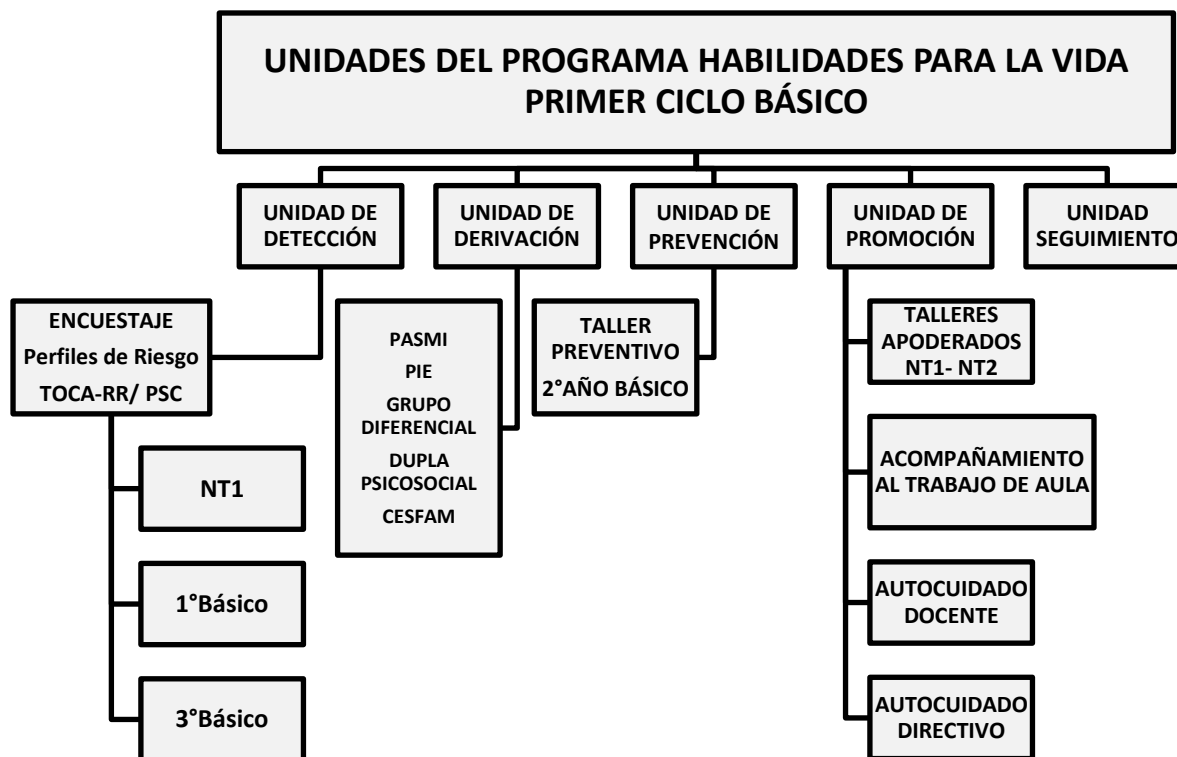 UNIDADES DEL PROGRAMA HABILIDADES PARA LA VIDA
PRIMER CICLO BÁSICO
UNIDAD DE
DETECCIÓN
UNIDAD DE
DERIVACIÓN
UNIDAD DE
PREVENCIÓN
UNIDAD DE
PROMOCIÓN
UNIDAD
SEGUIMIENTO
ENCUESTAJE
Perfiles de Riesgo
TOCA-RR/ PSC
NT1
1°Básico
3°Básico
PASMI
PIE
GRUPO
DIFERENCIAL
DUPLA
PSICOSOCIAL
CESFAM
TALLER
PREVENTIVO
2°AÑO BÁSICO
TALLERES
APODERADOS
NT1- NT2
ACOMPAÑAMIENTO
AL TRABAJO DE AULA
AUTOCUIDADO
DOCENTE
AUTOCUIDADO
DIRECTIVO